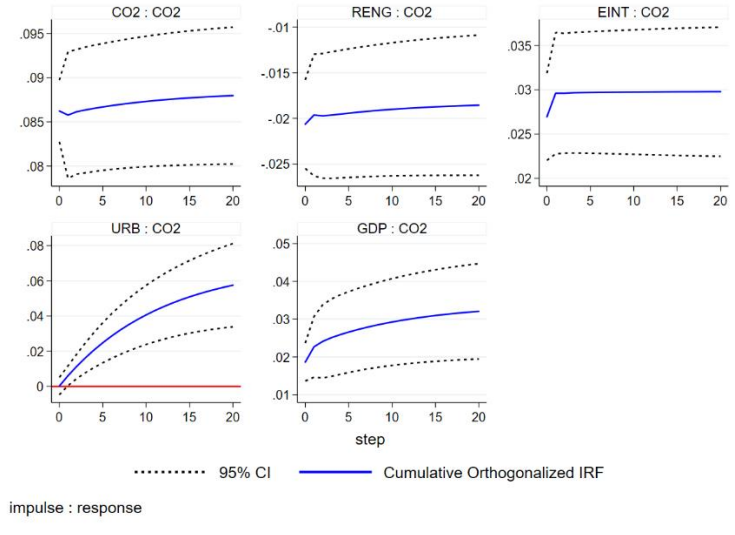 CO2 : CO2
.095
.09
.085
.08
0 5 10 15 20
RENG : CO2
-.01
-.015
-.02
-.025
0 5 10 15 20
EINT : CO2
.035
.03
.025
.02
0 5 10 15 20
URB : CO2
.08
.06
.04
.02
0
0 5 10 15 20
GDP : CO2
.05
.04
.03
.02
.01
0 5 10 15 20
step
95% CI Cumulative Orthogonalized IRF
impulse : response